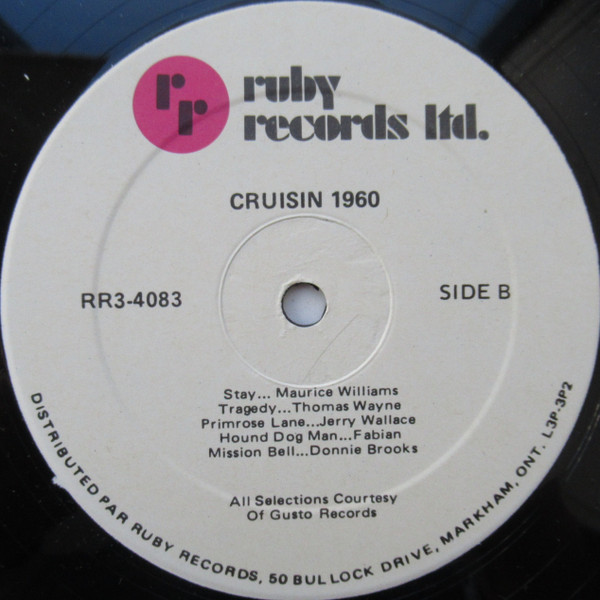 rr
ruby
records ltd.
CRUISIN 1960
RR3-4083
SIDE B
Stay... Maurice Williams
Tragedy...Thomas Wayne
Primrose Lane...Jerry Wallace
Hound Dog Man...Fabian
Mission Bell...Donnie Brooks
All Selections Courtesy
Of Gusto Records
DISTRIBUTED PAR RUBY RECORDS, 50 BULLOCK DRIVE, MARKHAM, ONT. L3P-3P2